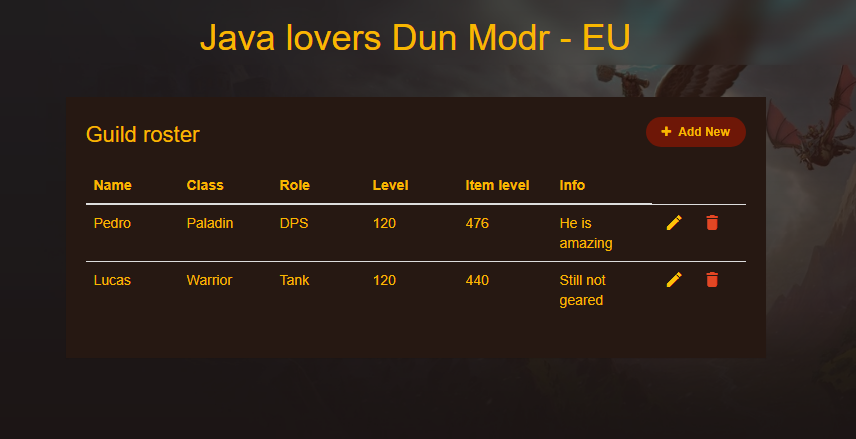 Java lovers Dun Modr - EU
Guild roster
+ Add New
Name Class Role Level Item level Info
Pedro Paladin DPS 120 476 He is
amazing
Lucas Warrior Tank 120 440 Still not
geared